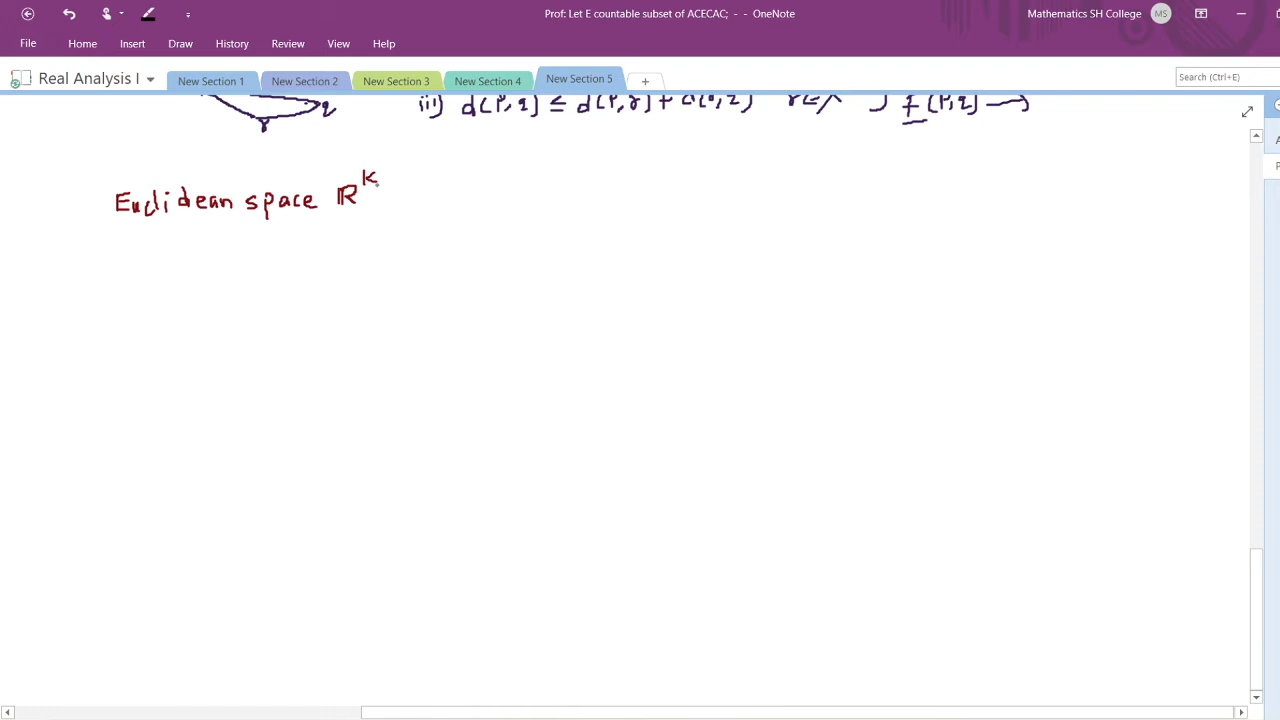 Prof: Let E countable subset of ACECAC; - - OneNote
Mathematics SH College MS
File Home Insert Draw History Review View Help
Real Analysis I New Section 1 New Section 2 New Section 3 New Section 4 New Section 5 + Search (Ctrl+E)
q iii) d(p,q) ≤ d(p,r) +
r
Euclidean space ℝ^k